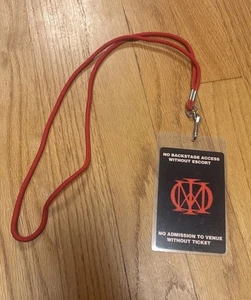 NO BACKSTAGE ACCESS
WITHOUT ESCORT
NO ADMISSION TO VENUE
WITHOUT TICKET